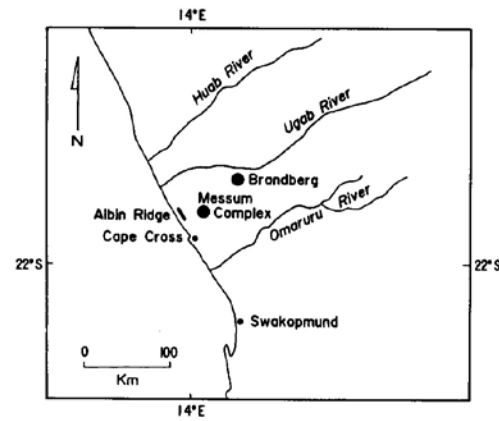 14°E
Huab River
Ugab River
N
Brandberg
Messum
Complex
Albin Ridge
Omaruru River
Cape Cross
22°S
22°S
Swakopmund
0 100
Km
14°E